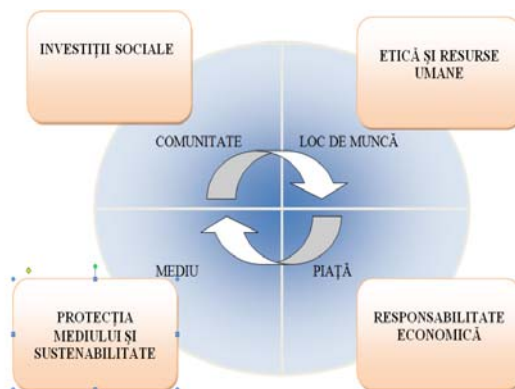 INVESTIȚII SOCIALE
ETICĂ ȘI RESURSE
UMANE
COMUNITATE
LOC DE MUNCĂ
MEDIU
PIAȚĂ
PROTECȚIA
MEDIULUI ȘI
SUSTENABILITATE
RESPONSABILITATE
ECONOMICĂ